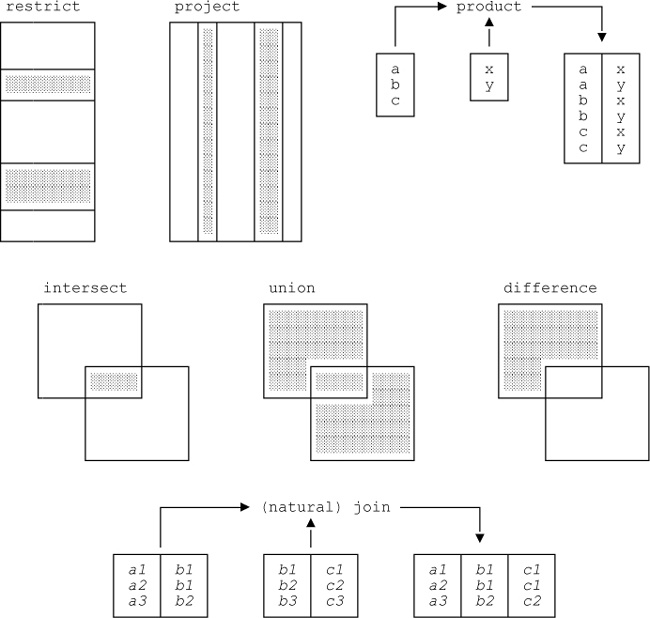 restrict project product
a x a x
b y a y
c b x
b y
c x
c y
intersect union difference
(natural) join
a1 b1 b1 c1 a1 b1 c1
a2 b1 b2 c2 a2 b1 c1
a3 b2 b3 c3 a3 b2 c2